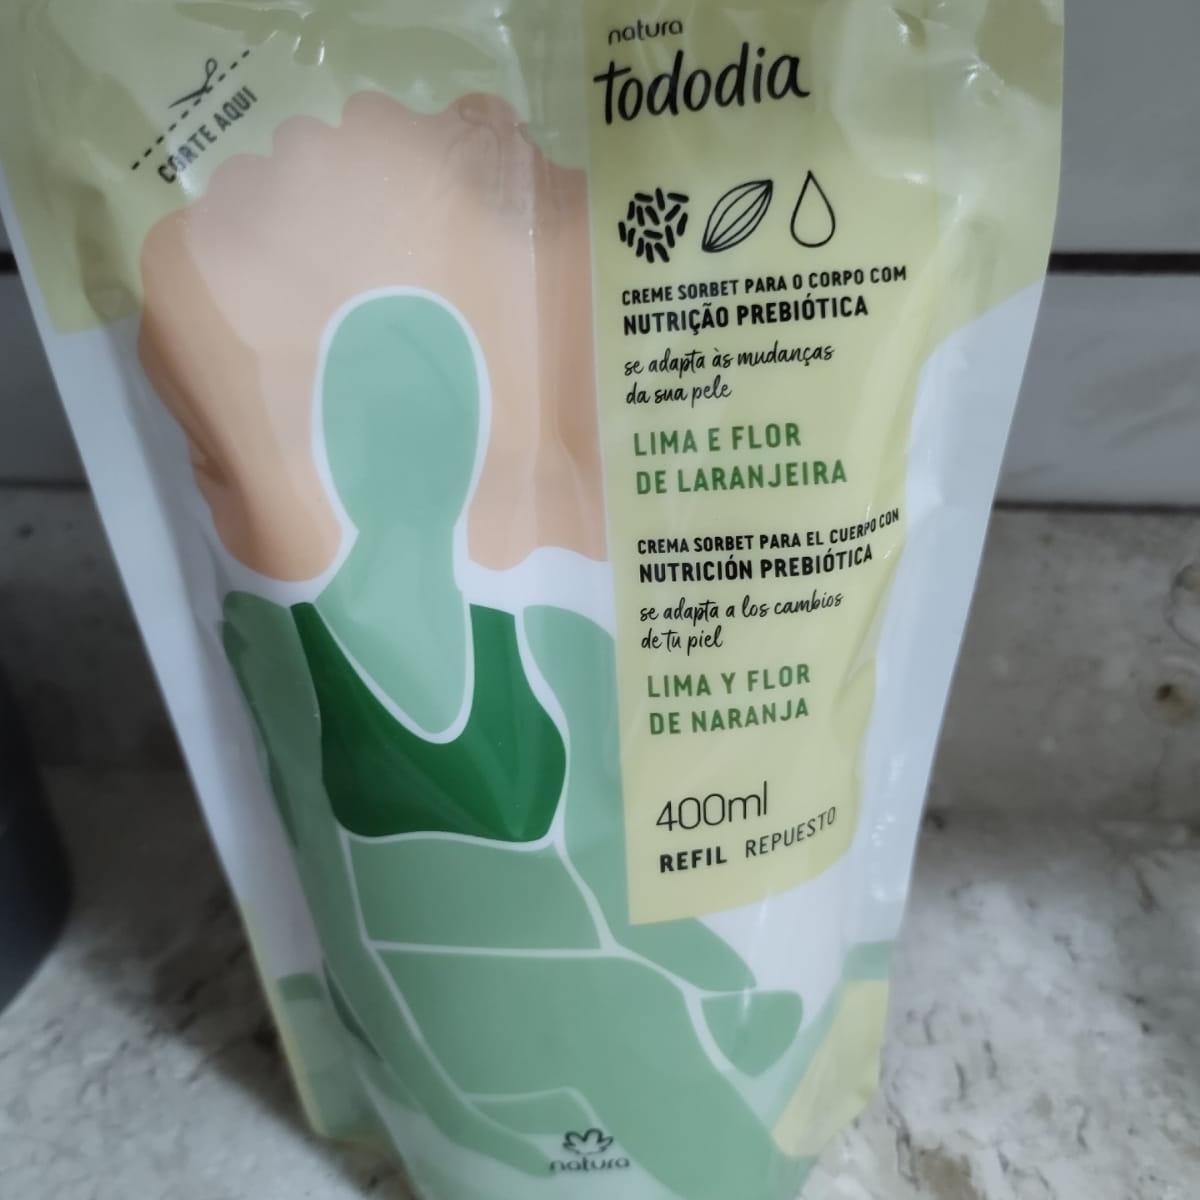 natura
tododia
CORTE AQUI
CREME SORBET PARA O CORPO COM
NUTRIÇÃO PREBIÓTICA
se adapta às mudanças
da sua pele
LIMA E FLOR
DE LARANJEIRA
CREMA SORBET PARA EL CUERPO CON
NUTRICIÓN PREBIÓTICA
se adapta a los cambios
de tu piel
LIMA Y FLOR
DE NARANJA
400ml
REFIL REPUESTO
natura